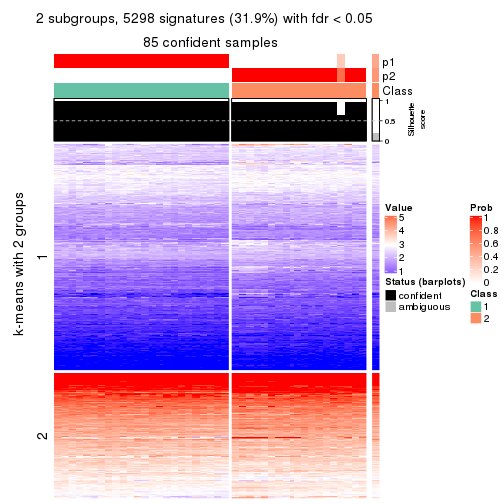 2 subgroups, 5298 signatures (31.9%) with fdr < 0.05
85 confident samples
p1
p2
Class
1
0.5
0
Silhouette
score
k-means with 2 groups
1
2
Value
5
4
3
2
1
Status (barplots)
confident
ambiguous
Prob
1
0.8
0.6
0.4
0.2
0
Class
1
2